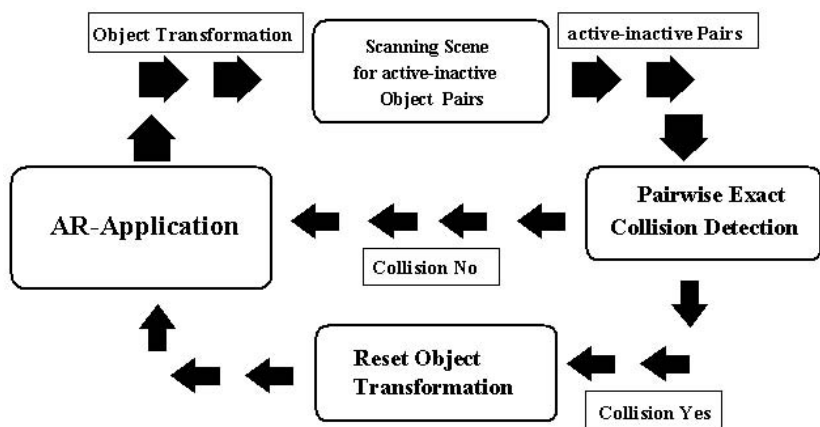 Object Transformation
Scanning Scene
for active-inactive
Object Pairs
active-inactive Pairs
AR-Application
Pairwise Exact
Collision Detection
Collision No
Reset Object
Transformation
Collision Yes